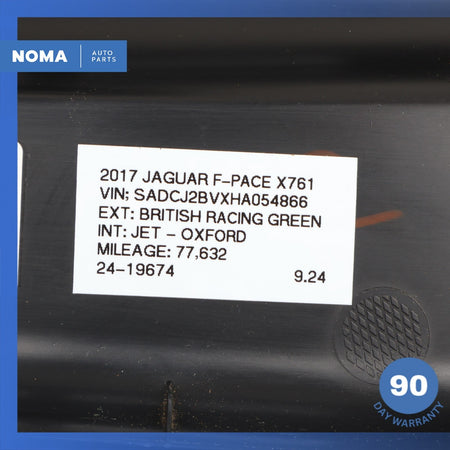 NOMA AUTO
PARTS
2017 JAGUAR F-PACE X761
VIN; SADCJ2BVXHA054866
EXT: BRITISH RACING GREEN
INT: JET - OXFORD
MILEAGE: 77,632
24-19674 9.24
90
DAY WARRANTY